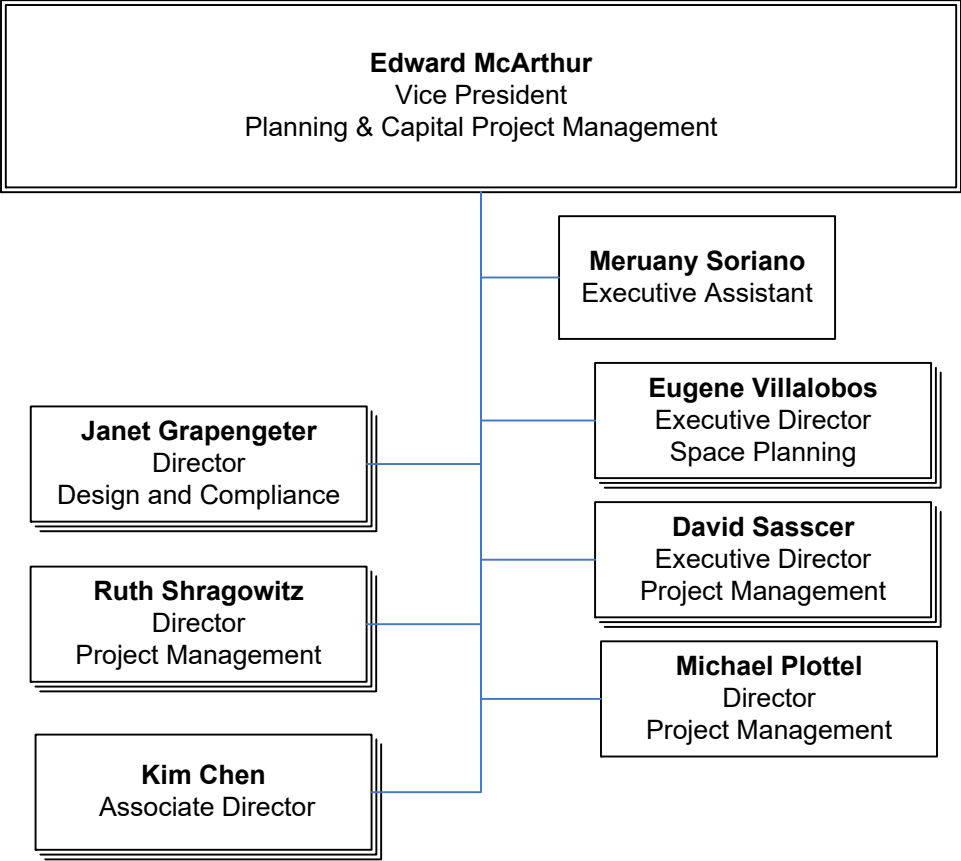 Edward McArthur
Vice President
Planning & Capital Project Management
Meruany Soriano
Executive Assistant
Eugene Villalobos
Executive Director
Space Planning
Janet Grapengeter
Director
Design and Compliance
David Sasscer
Executive Director
Project Management
Ruth Shragowitz
Director
Project Management
Michael Plottel
Director
Project Management
Kim Chen
Associate Director